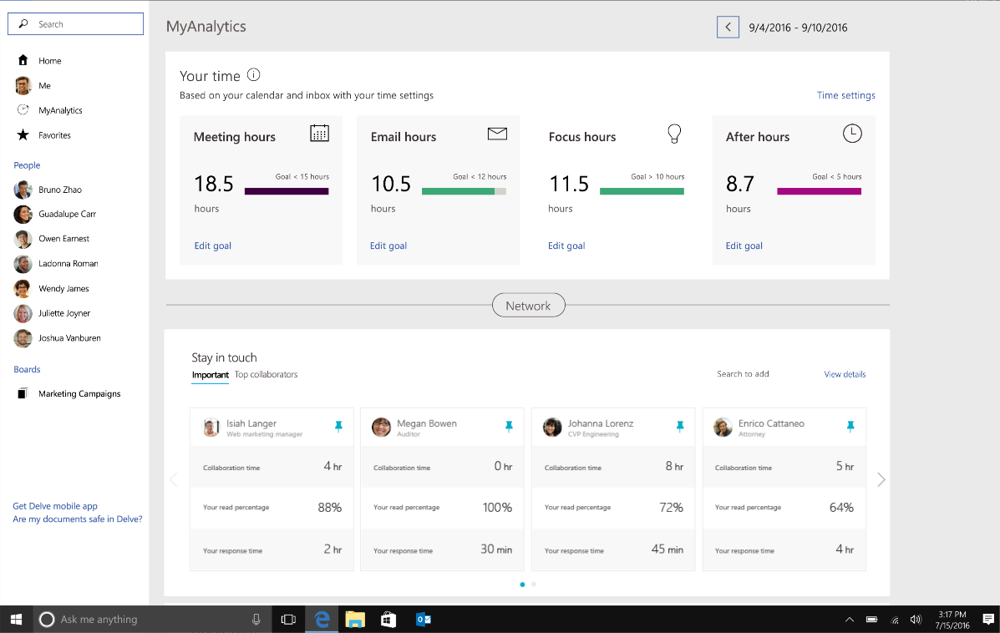 Search
Home
Me
MyAnalytics
Favorites
People
Bruno Zhao
Guadalupe Carr
Owen Earnest
Ladonna Roman
Wendy James
Juliette Joyner
Joshua Vanburen
Boards
Marketing Campaigns
Get Delve mobile app
Are my documents safe in Delve?
MyAnalytics
9/4/2016 - 9/10/2016
Your time
Based on your calendar and inbox with your time settings
Time settings
Meeting hours
18.5
Goal < 15 hours
hours
Edit goal
Email hours
10.5
Goal < 12 hours
hours
Edit goal
Focus hours
11.5
Goal > 10 hours
hours
Edit goal
After hours
8.7
Goal < 5 hours
hours
Edit goal
Network
Stay in touch
Important Top collaborators
Search to add
View details
Isiah Langer
Web marketing manager
Collaboration time 4 hr
Your read percentage 88%
Your response time 2 hr
Megan Bowen
Auditor
Collaboration time 0 hr
Your read percentage 100%
Your response time 30 min
Johanna Lorenz
CVP Engineering
Collaboration time 8 hr
Your read percentage 72%
Your response time 45 min
Enrico Cattaneo
Attorney
Collaboration time 5 hr
Your read percentage 64%
Your response time 4 hr
Ask me anything
3:17 PM
7/15/2016